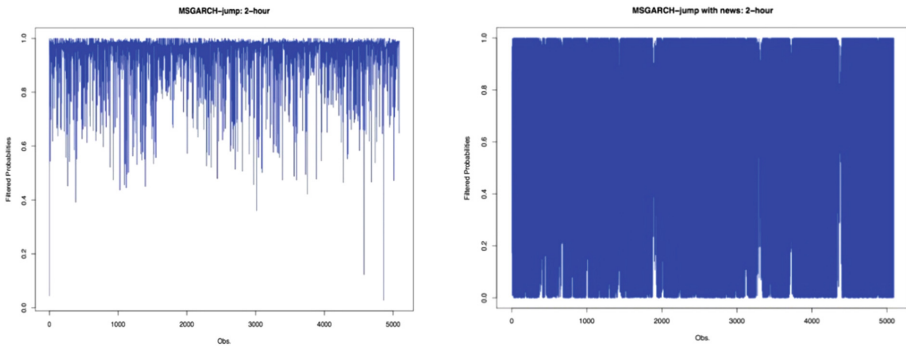 MSGARCH-jump: 2-hour
Filtered Probabilities
1.0
0.8
0.6
0.4
0.2
0.0
0 1000 2000 3000 4000 5000
Obs.
MSGARCH-jump with news: 2-hour
Filtered Probabilities
1.0
0.8
0.6
0.4
0.2
0.0
0 1000 2000 3000 4000 5000
Obs.